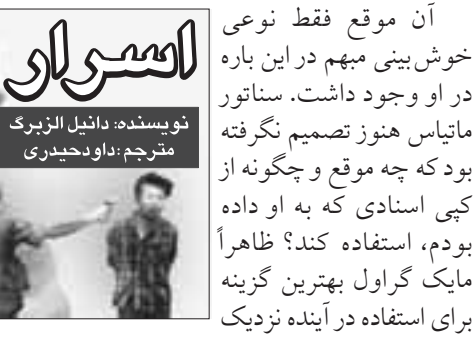 آن موقع فقط نوعی
خوش‌بینی مبهم در این باره
در او وجود داشت. سناتور
ماتیاس هنوز تصمیم نگرفته
بود که چه موقع و چگونه از
کپی اسنادی که به او داده
بودم، استفاده کند؟ ظاهراً
مایک گراول بهترین گزینه
برای استفاده در آینده نزدیک
اسرار
نویسنده: دانیل الزبرگ
مترجم: داود حیدری